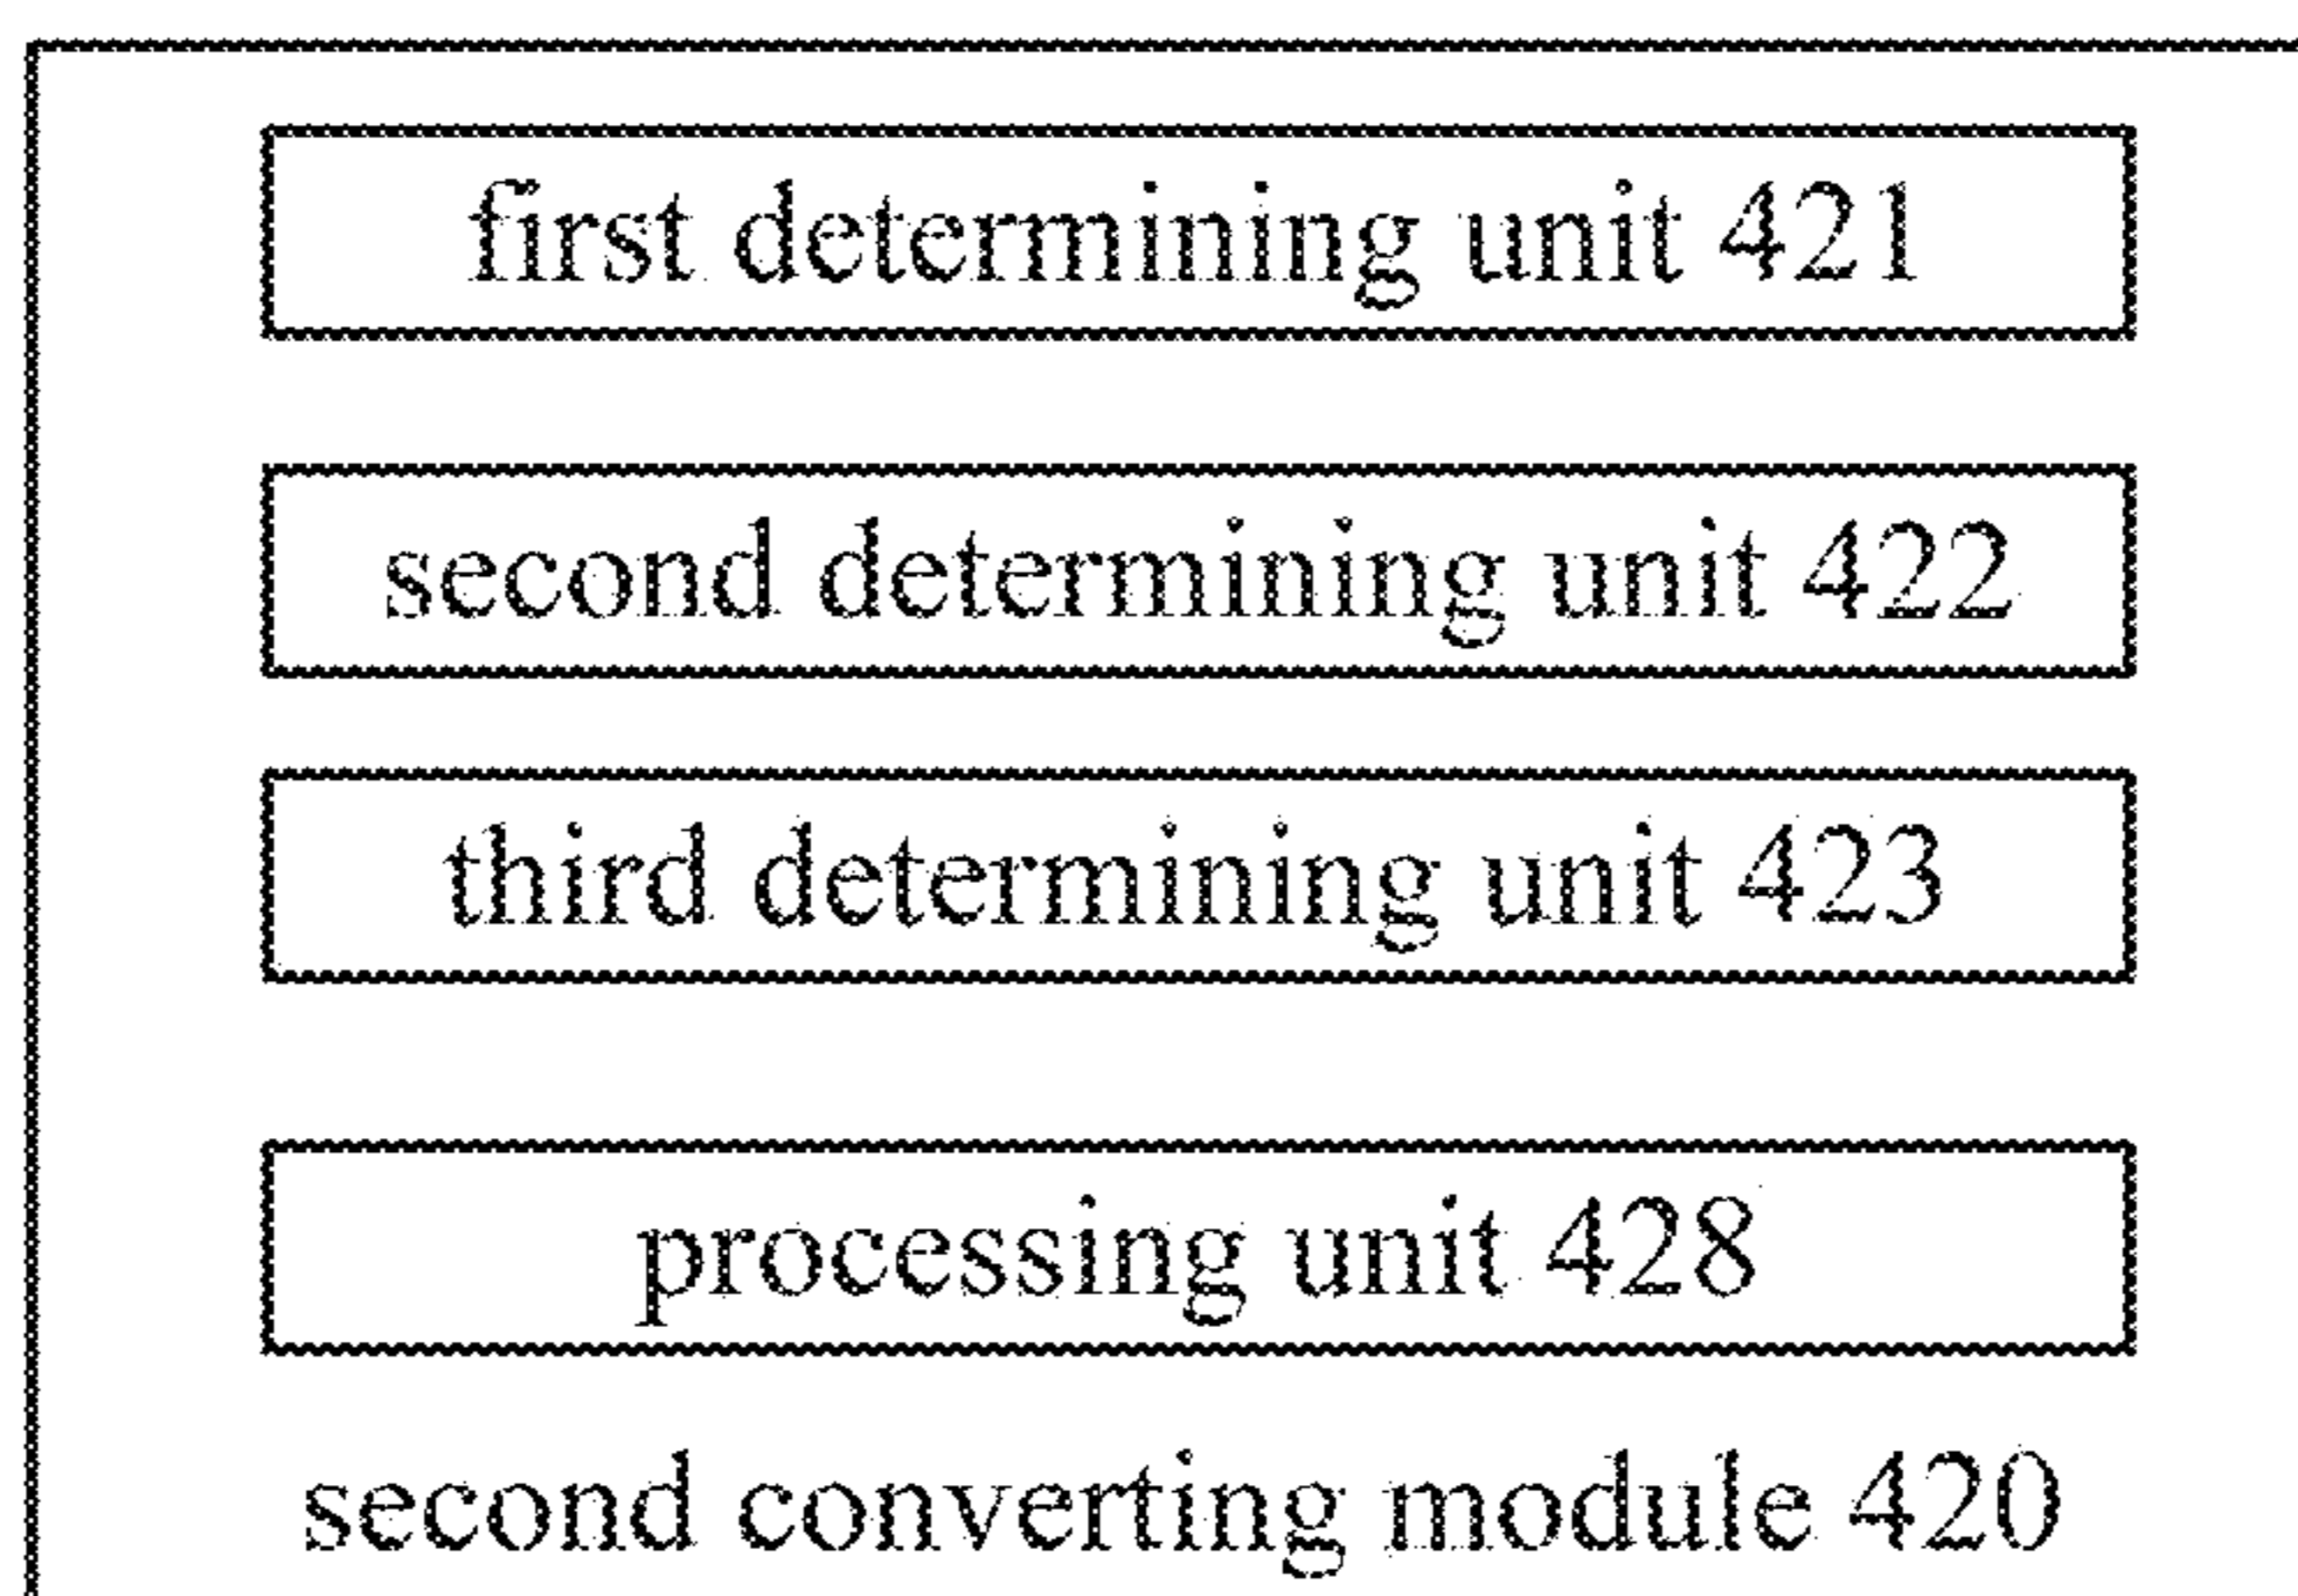 first determining unit 421
second determining unit 422
third determining unit 423
processing unit 428
second converting module 420